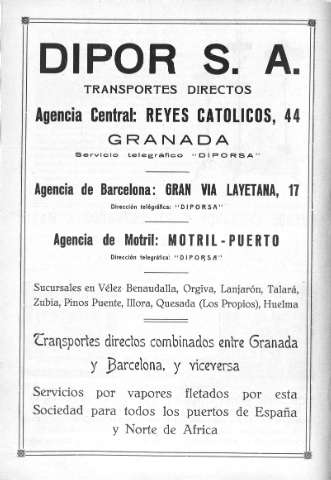 DIPOR S. A.
TRANSPORTES DIRECTOS
Agencia Central: REYES CATOLICOS, 44
GRANADA
Servicio telegráfico "DIPORSA"
Agencia de Barcelona: GRAN VIA LAYETANA, 17
Dirección telegráfica: "DIPORSA"
Agencia de Motril: MOTRIL-PUERTO
Dirección telegráfica: "DIPORSA"
Sucursales en Vélez Benaudalla, Orgiva, Lanjarón, Talará,
Zubia, Pinos Puente, Illora, Quesada (Los Propios), Huelma
Transportes directos combinados entre Granada
y Barcelona, y viceversa
Servicios por vapores fletados por esta
Sociedad para todos los puertos de España
y Norte de Africa